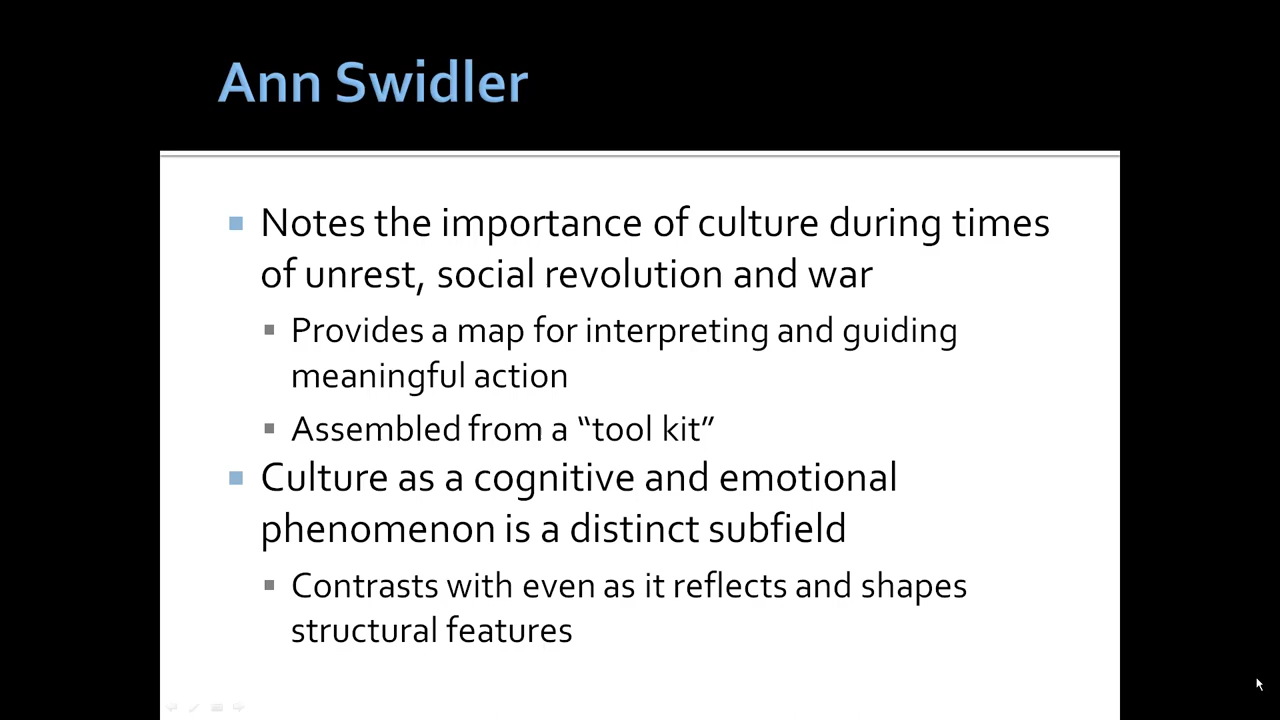 Ann Swidler
Notes the importance of culture during times
of unrest, social revolution and war
Provides a map for interpreting and guiding
meaningful action
Assembled from a “tool kit”
Culture as a cognitive and emotional
phenomenon is a distinct subfield
Contrasts with even as it reflects and shapes
structural features